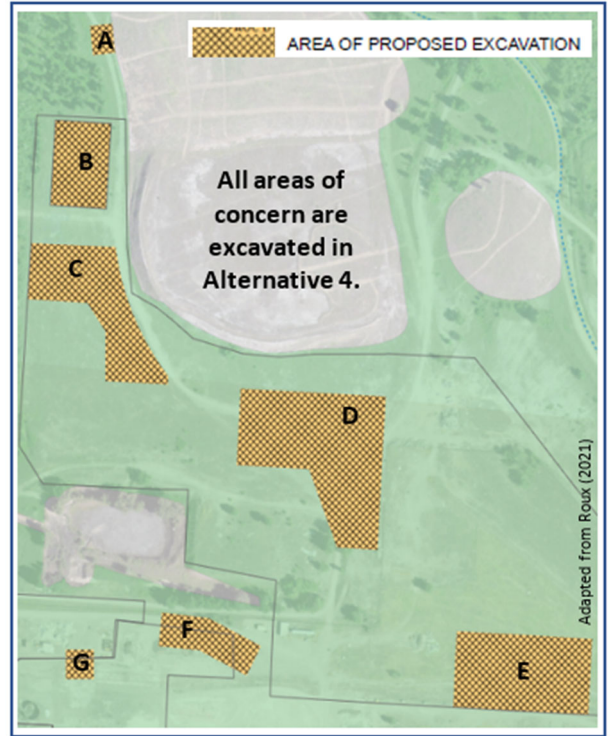 A
AREA OF PROPOSED EXCAVATION
B
All areas of
concern are
excavated in
Alternative 4.
C
D
Adapted from Roux (2021)
F
G
E